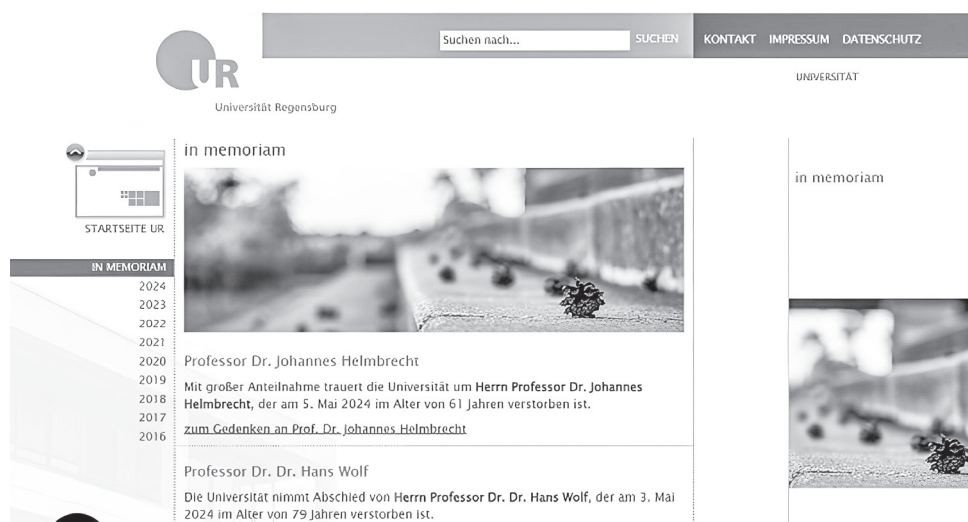 Suchen nach...
SUCHEN
KONTAKT IMPRESSUM DATENSCHUTZ
UR
Universität Regensburg
UNIVERSITÄT
in memoriam
in memoriam
STARTSEITE UR
IN MEMORIAM
2024
2023
2022
2021
2020
2019
2018
2017
2016
Professor Dr. Johannes Helmbrecht
Mit großer Anteilnahme trauert die Universität um Herrn Professor Dr. Johannes
Helmbrecht, der am 5. Mai 2024 im Alter von 61 Jahren verstorben ist.
zum Gedenken an Prof. Dr. Johannes Helmbrecht
Professor Dr. Dr. Hans Wolf
Die Universität nimmt Abschied von Herrn Professor Dr. Dr. Hans Wolf, der am 3. Mai
2024 im Alter von 79 Jahren verstorben ist.